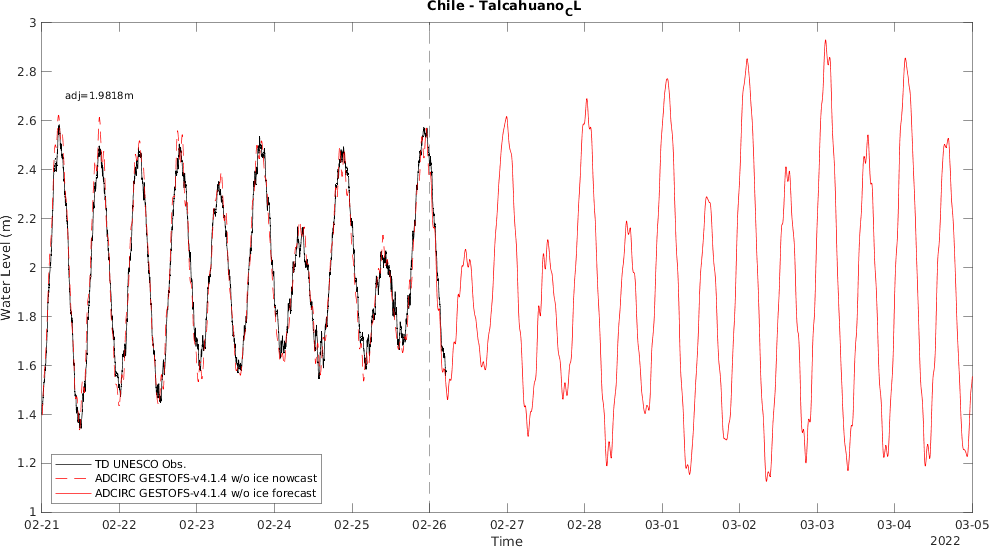 Chile - Talcahuano_CL
3
2.8
adj=1.9818m
2.6
2.4
2.2
Water Level (m)
2
1.8
1.6
1.4
1.2
1
TD UNESCO Obs.
ADCIRC GESTOFS-v4.1.4 w/o ice nowcast
ADCIRC GESTOFS-v4.1.4 w/o ice forecast
02-21 02-22 02-23 02-24 02-25 02-26 02-27 02-28 03-01 03-02 03-03 03-04 03-05
Time
2022